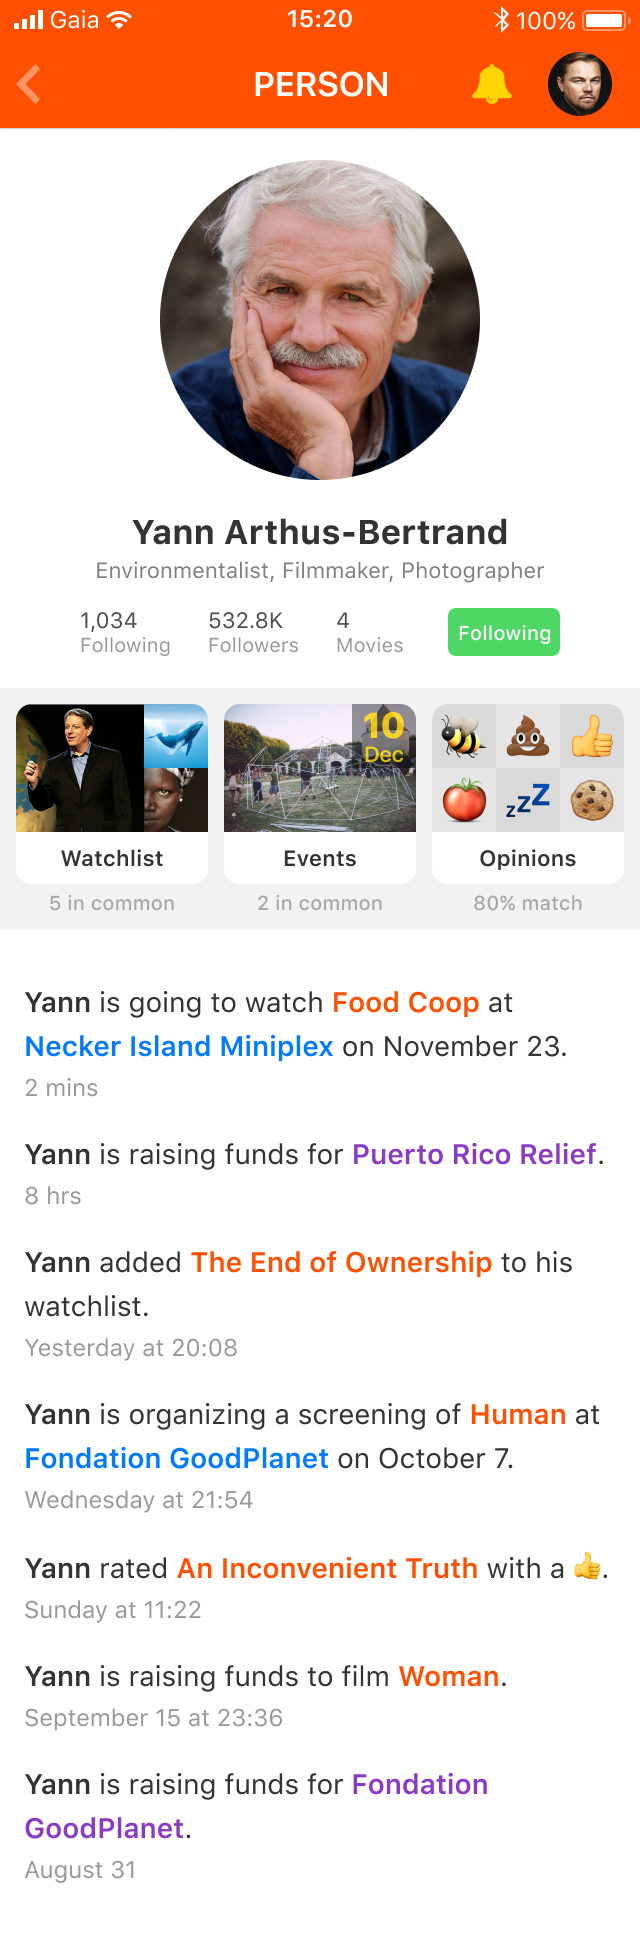 Gaia 15:20 100%
PERSON
Yann Arthus-Bertrand
Environmentalist, Filmmaker, Photographer
1,034 532.8K 4
Following Followers Movies Following
10
Dec
zzZ
Watchlist Events Opinions
5 in common 2 in common 80% match
Yann is going to watch Food Coop at
Necker Island Miniplex on November 23.
2 mins
Yann is raising funds for Puerto Rico Relief.
8 hrs
Yann added The End of Ownership to his
watchlist.
Yesterday at 20:08
Yann is organizing a screening of Human at
Fondation GoodPlanet on October 7.
Wednesday at 21:54
Yann rated An Inconvenient Truth with a 👍.
Sunday at 11:22
Yann is raising funds to film Woman.
September 15 at 23:36
Yann is raising funds for Fondation
GoodPlanet.
August 31